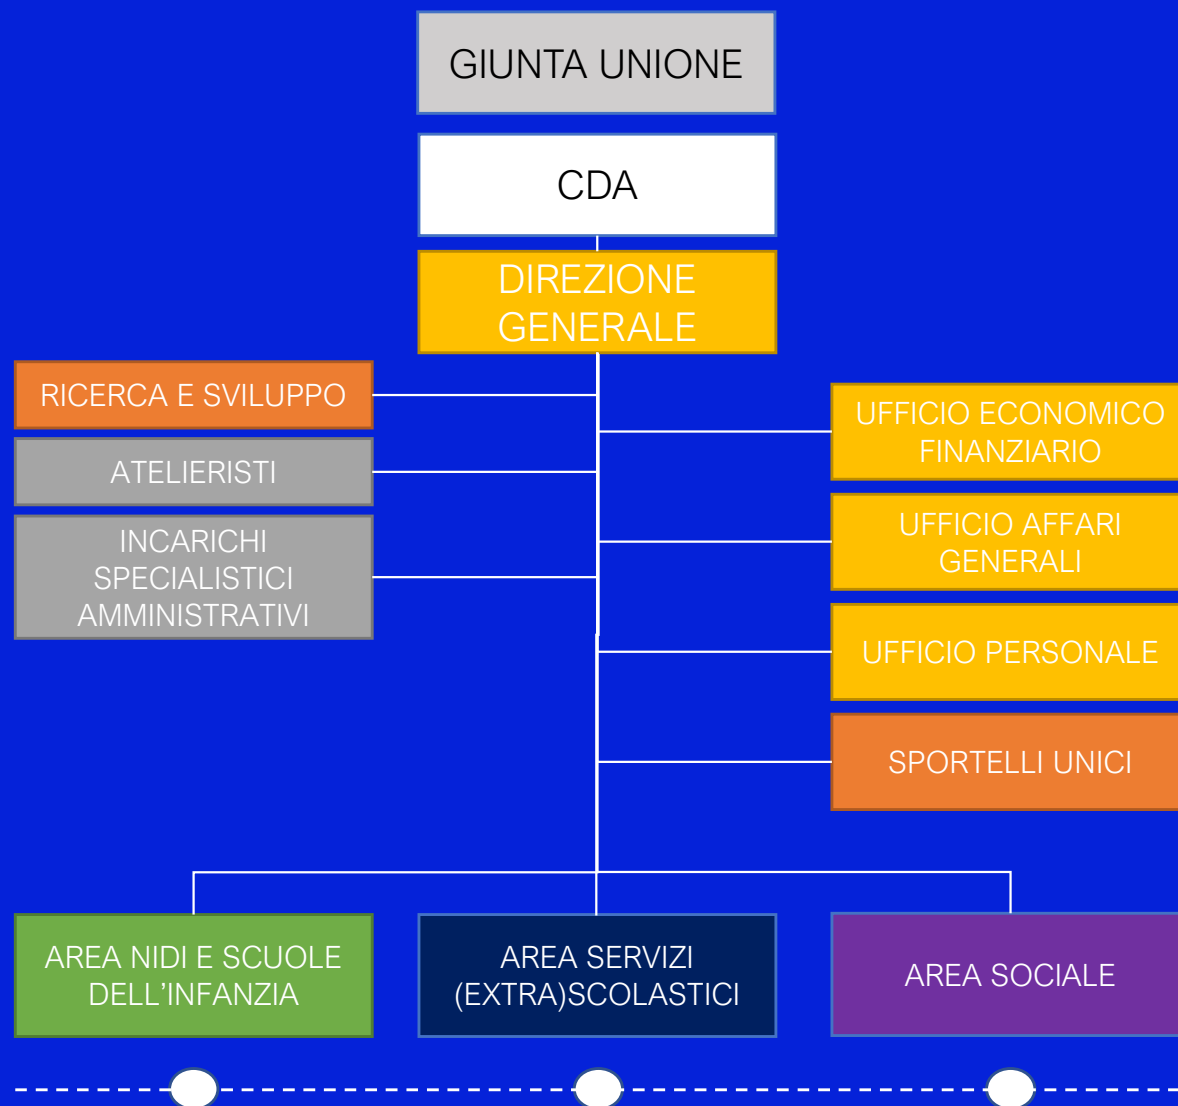 GIUNTA UNIONE
CDA
DIREZIONE
GENERALE
RICERCA E SVILUPPO
ATELIERISTI
INCARICHI
SPECIALISTICI
AMMINISTRATIVI
UFFICIO ECONOMICO
FINANZIARIO
UFFICIO AFFARI
GENERALI
UFFICIO PERSONALE
SPORTELLI UNICI
AREA NIDI E SCUOLE
DELL'INFANZIA
AREA SERVIZI
(EXTRA)SCOLASTICI
AREA SOCIALE